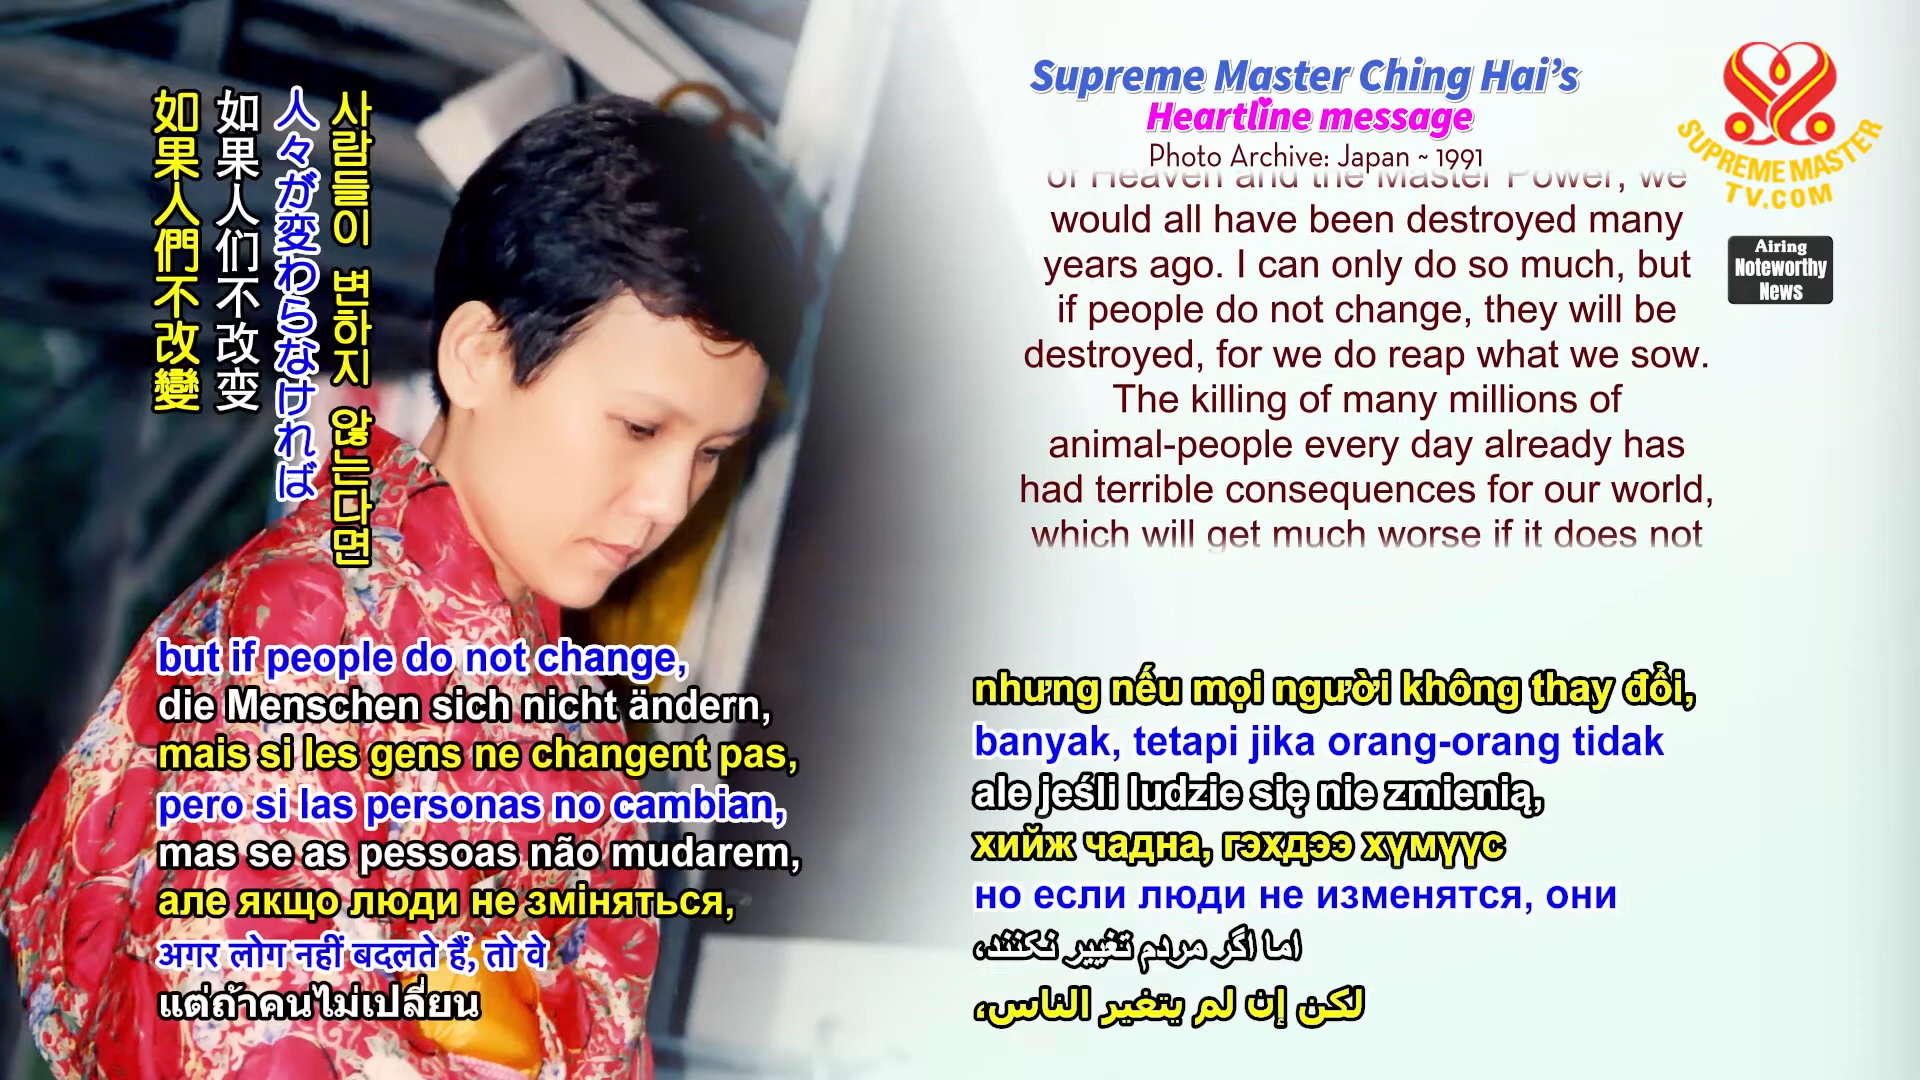 如果人們不改變
如果人们不改变
人々が変わらなければ
사람들이 변하지 않는다면
Supreme Master Ching Hai's
Heartline message
Photo Archive: Japan ~ 1991
of Heaven and the Master Power, we
would all have been destroyed many
years ago. I can only do so much, but
if people do not change, they will be
destroyed, for we do reap what we sow.
The killing of many millions of
animal-people every day already has
had terrible consequences for our world,
which will get much worse if it does not
SUPREME MASTER
TV.COM
Airing
Noteworthy
News
but if people do not change,
die Menschen sich nicht ändern,
mais si les gens ne changent pas,
pero si las personas no cambian,
mas se as pessoas não mudarem,
але якщо люди не зміняться,
अगर लोग नहीं बदलते हैं, तो वे
แต่ถ้าคนไม่เปลี่ยน
nhưng nếu mọi người không thay đổi,
banyak, tetapi jika orang-orang tidak
ale jeśli ludzie się nie zmienią,
хийж чадна, гэхдээ хүмүүс
но если люди не изменятся, они
اما اگر مردم تغییر نکنند،
لكن إن لم يتغير الناس،